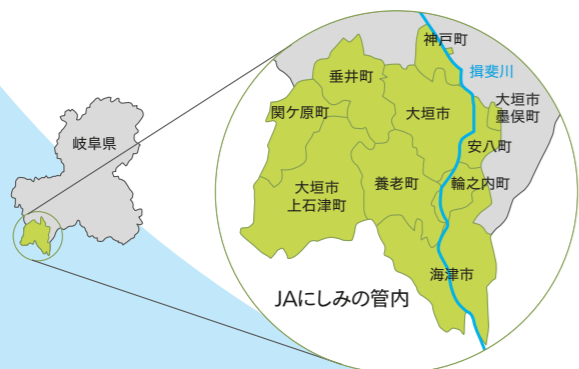 神戸町
揖斐川
垂井町
大垣市
墨俣町
関ケ原町
大垣市
岐阜県
安八町
大垣市
上石津町
養老町
輪之内町
海津市
JAにしみの管内